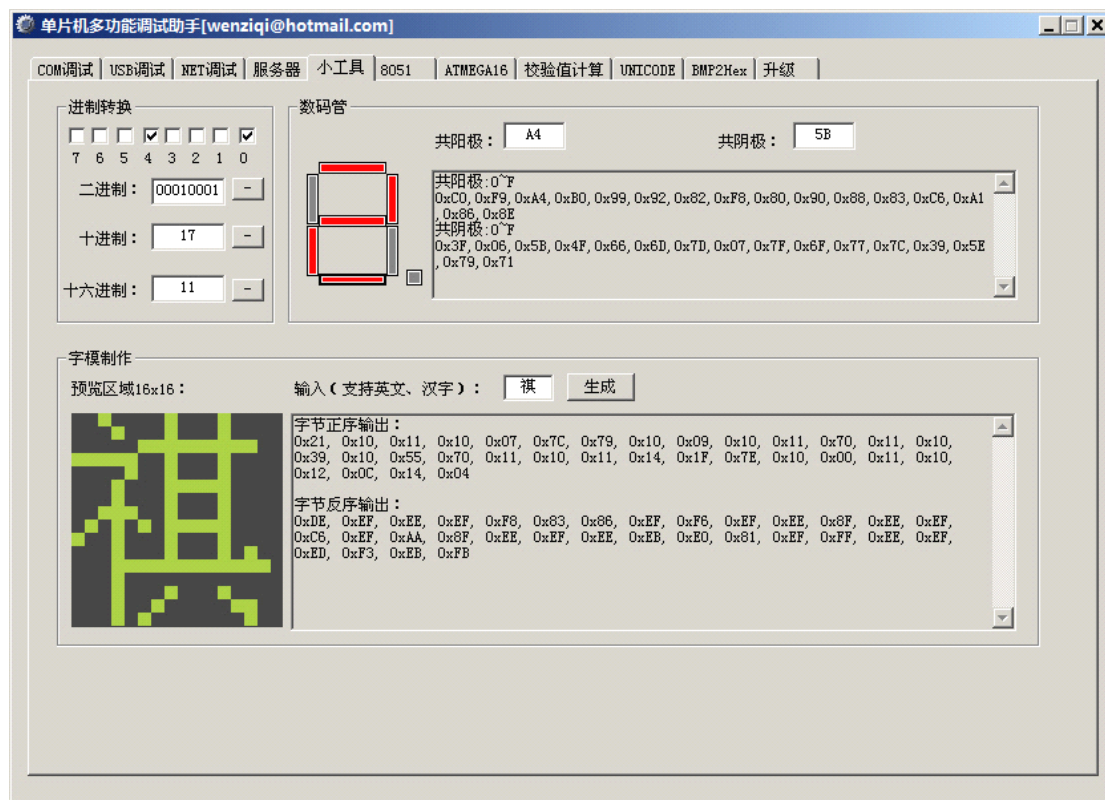 单片机多功能调试助手[wenziqi@hotmail.com]
COM调试 USB调试 NET调试 服务器 小工具 8051 ATMEGA16 校验值计算 UNICODE BMP2Hex 升级
进制转换
7 6 5 4 3 2 1 0
二进制： 00010001 -
十进制： 17 -
十六进制： 11 -
数码管
共阳极： A4 共阴极： 5B
共阳极:0~F
0xC0,0xF9,0xA4,0xB0,0x99,0x92,0x82,0xF8,0x80,0x90,0x88,0x83,0xC6,0xA1
,0x86,0x8E
共阴极:0~F
0x3F,0x06,0x5B,0x4F,0x66,0x6D,0x7D,0x07,0x7F,0x6F,0x77,0x7C,0x39,0x5E
,0x79,0x71
字模制作
预览区域16x16： 输入(支持英文、汉字)： 祺 生成
祺
字节正序输出：
0x21, 0x10, 0x11, 0x10, 0x07, 0x7C, 0x79, 0x10, 0x09, 0x10, 0x11, 0x70, 0x11, 0x10,
0x39, 0x10, 0x55, 0x70, 0x11, 0x10, 0x11, 0x14, 0x1F, 0x7E, 0x10, 0x00, 0x11, 0x10,
0x12, 0x0C, 0x14, 0x04
字节反序输出：
0xDE, 0xEF, 0xEE, 0xEF, 0xF8, 0x83, 0x86, 0xEF, 0xF6, 0xEF, 0xEE, 0x8F, 0xEE, 0xEF,
0xC6, 0xEF, 0xAA, 0x8F, 0xEE, 0xEF, 0xEE, 0xEB, 0xE0, 0x81, 0xEF, 0xFF, 0xEE, 0xEF,
0xED, 0xF3, 0xEB, 0xFB